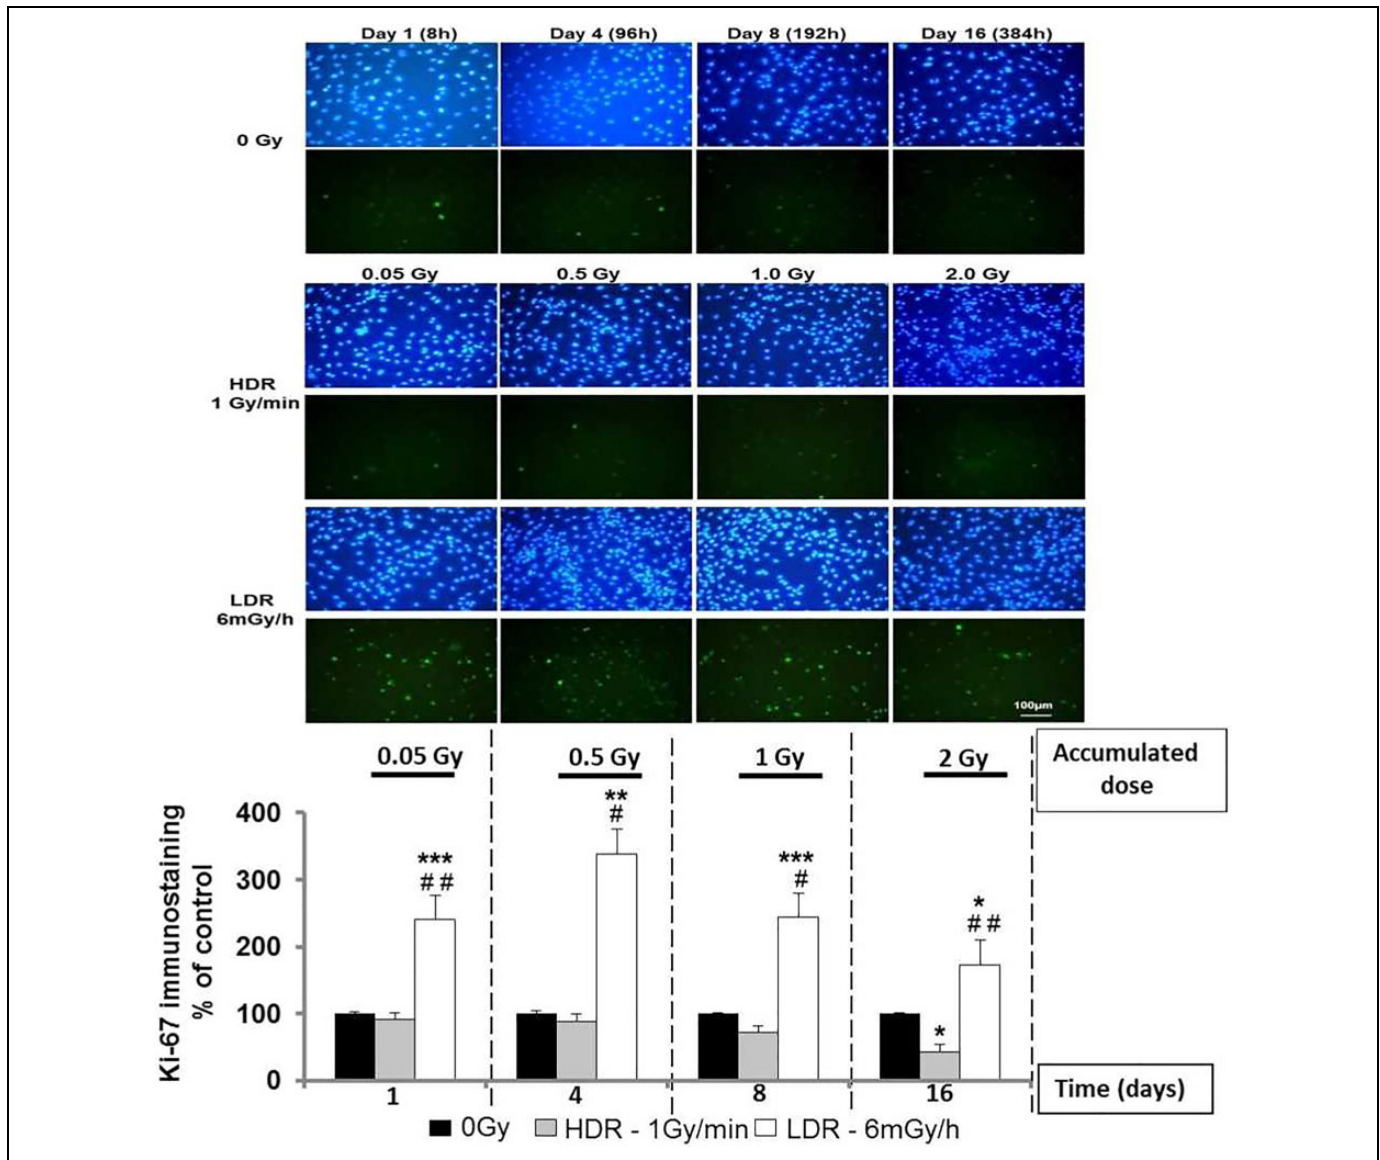 Day 1 (8h) Day 4 (96h) Day 8 (192h) Day 16 (384h)
0 Gy
0.05 Gy 0.5 Gy 1.0 Gy 2.0 Gy
HDR
1 Gy/min
LDR
6mGy/h
100µm
0.05 Gy 0.5 Gy 1 Gy 2 Gy
Accumulated
dose
Ki-67 immunostaining
% of control
400
300
200
100
0
***
##
**
#
***
#
*
*
##
1 4 8 16
Time (days)
0Gy HDR - 1Gy/min LDR - 6mGy/h